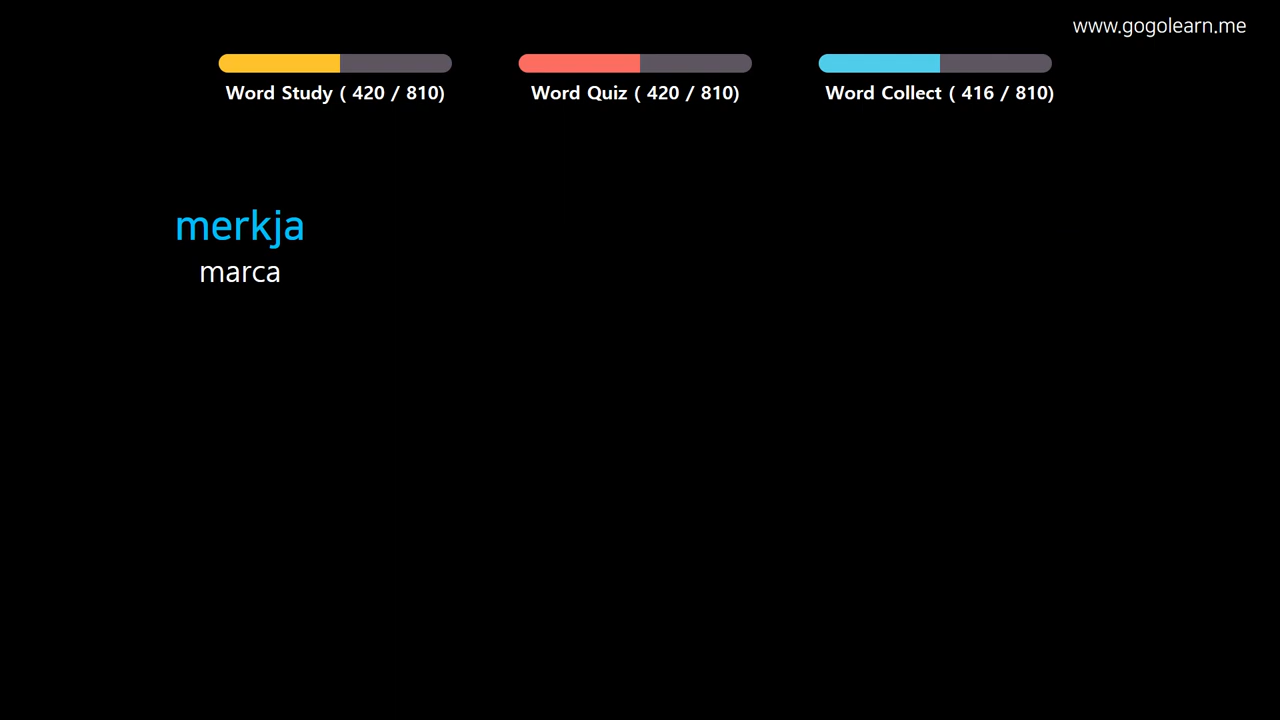 www.gogolearn.me
Word Study ( 420 / 810)
Word Quiz ( 420 / 810)
Word Collect ( 416 / 810)
merkja
marca